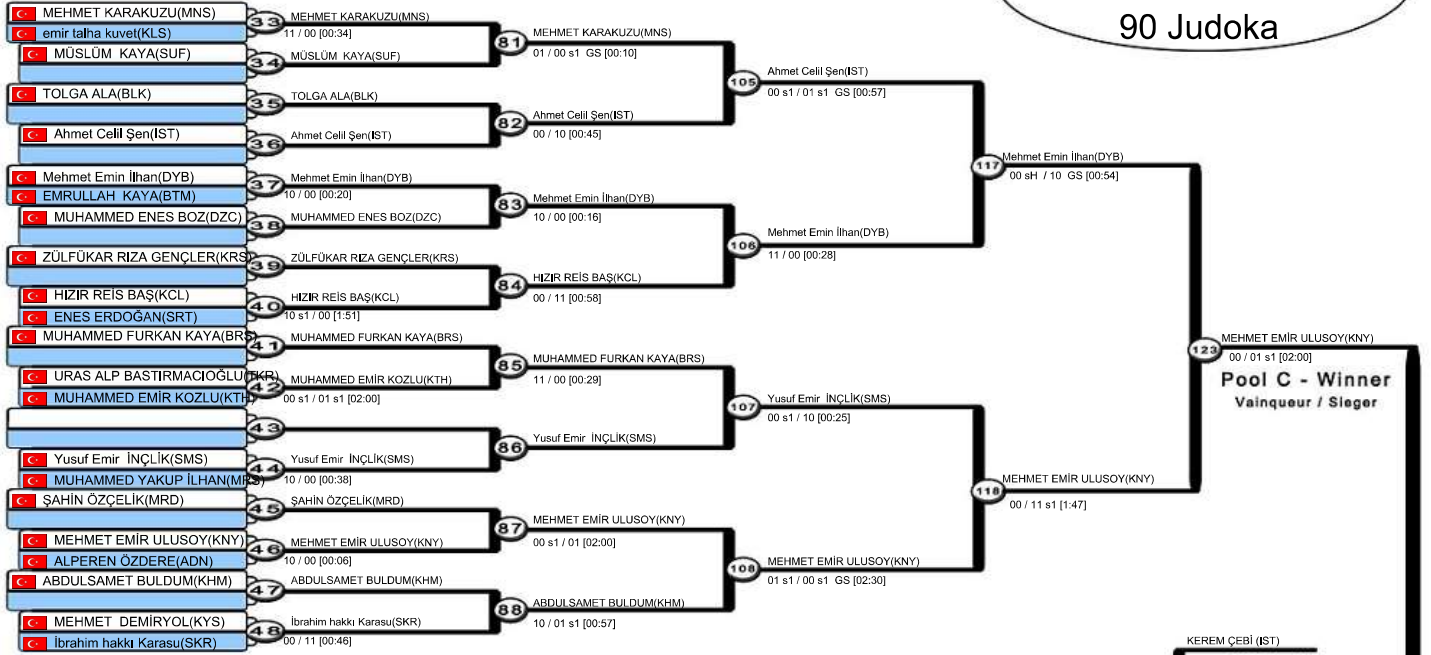 90 Judoka
MEHMET KARAKUZU(MNS)
emir talha kuvet(KLS)
MÜSLÜM KAYA(SUF)
TOLGA ALA(BLK)
Ahmet Celil Şen(IST)
Mehmet Emin İlhan(DYB)
EMRULLAH KAYA(BTM)
MUHAMMED ENES BOZ(DZC)
ZÜLFÜKAR RIZA GENÇLER(KRS)
HIZIR REİS BAŞ(KCL)
ENES ERDOĞAN(SRT)
MUHAMMED FURKAN KAYA(BRS)
URAS ALP BASTIRMACIOĞLU(TKR)
MUHAMMED EMİR KOZLU(KTH)
Yusuf Emir İNÇLİK(SMS)
MUHAMMED YAKUP İLHAN(MRS)
ŞAHİN ÖZÇELİK(MRD)
MEHMET EMİR ULUSOY(KNY)
ALPEREN ÖZDERE(ADN)
ABDULSAMET BULDUM(KHM)
MEHMET DEMİRYOL(KYS)
İbrahim hakkı Karasu(SKR)
33
34
35
36
37
38
39
40
41
42
43
44
45
46
47
48
MEHMET KARAKUZU(MNS)
11 / 00 [00:34]
MÜSLÜM KAYA(SUF)
TOLGA ALA(BLK)
Ahmet Celil Şen(IST)
Mehmet Emin İlhan(DYB)
10 / 00 [00:20]
MUHAMMED ENES BOZ(DZC)
ZÜLFÜKAR RIZA GENÇLER(KRS)
HIZIR REİS BAŞ(KCL)
10 s1 / 00 [1:51]
MUHAMMED FURKAN KAYA(BRS)
MUHAMMED EMİR KOZLU(KTH)
00 s1 / 01 s1 [02:00]
Yusuf Emir İNÇLİK(SMS)
10 / 00 [00:38]
ŞAHİN ÖZÇELİK(MRD)
MEHMET EMİR ULUSOY(KNY)
10 / 00 [00:06]
ABDULSAMET BULDUM(KHM)
İbrahim hakkı Karasu(SKR)
00 / 11 [00:46]
81
82
83
84
85
86
87
88
MEHMET KARAKUZU(MNS)
01 / 00 s1 GS [00:10]
Ahmet Celil Şen(IST)
00 / 10 [00:45]
Mehmet Emin İlhan(DYB)
10 / 00 [00:16]
HIZIR REİS BAŞ(KCL)
00 / 11 [00:58]
MUHAMMED FURKAN KAYA(BRS)
11 / 00 [00:29]
Yusuf Emir İNÇLİK(SMS)
MEHMET EMİR ULUSOY(KNY)
00 s1 / 01 [02:00]
ABDULSAMET BULDUM(KHM)
10 / 01 s1 [00:57]
105
106
107
108
Ahmet Celil Şen(IST)
00 s1 / 01 s1 GS [00:57]
Mehmet Emin İlhan(DYB)
11 / 00 [00:28]
Yusuf Emir İNÇLİK(SMS)
00 s1 / 10 [00:25]
MEHMET EMİR ULUSOY(KNY)
01 s1 / 00 s1 GS [02:30]
117
118
Mehmet Emin İlhan(DYB)
00 sH / 10 GS [00:54]
MEHMET EMİR ULUSOY(KNY)
00 / 11 s1 [1:47]
123
MEHMET EMİR ULUSOY(KNY)
00 / 01 s1 [02:00]
Pool C - Winner
Vainqueur / Sieger
KEREM ÇEBİ (IST)